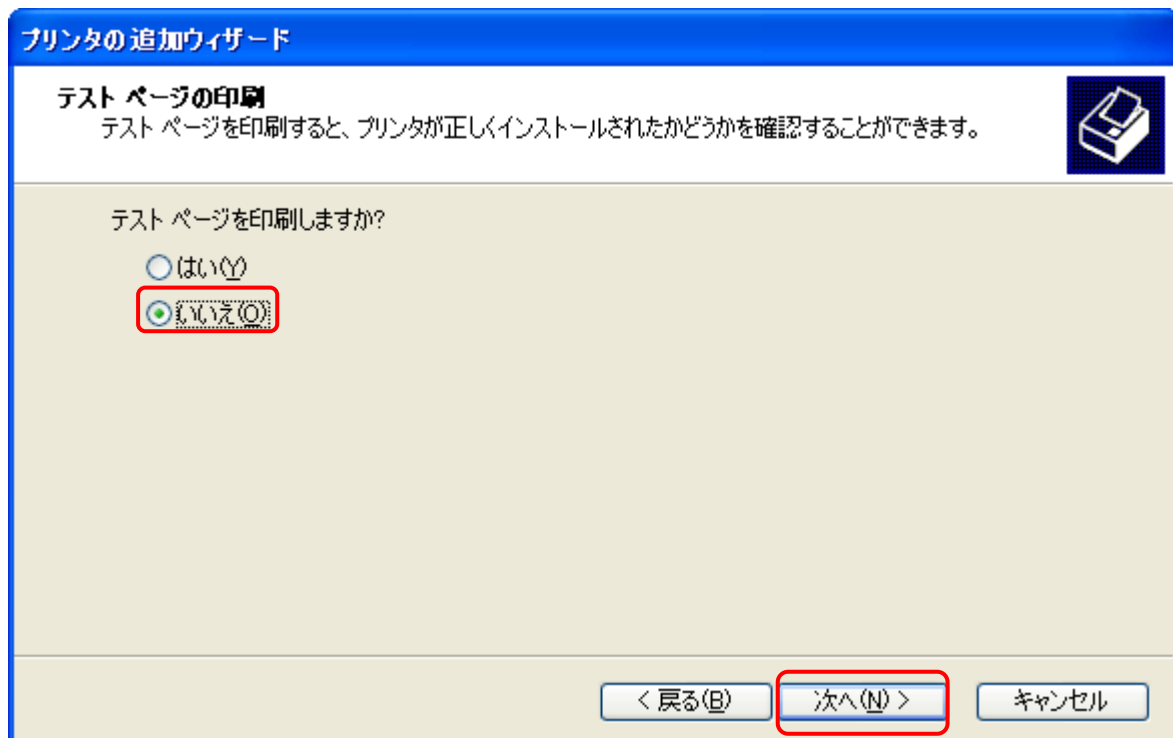 プリンタの追加ウィザード
テスト ページの印刷
テスト ページを印刷すると、プリンタが正しくインストールされたかどうかを確認することができます。
テスト ページを印刷しますか?
はい(Y)
いいえ(O)
< 戻る(B) 次へ(N) > キャンセル